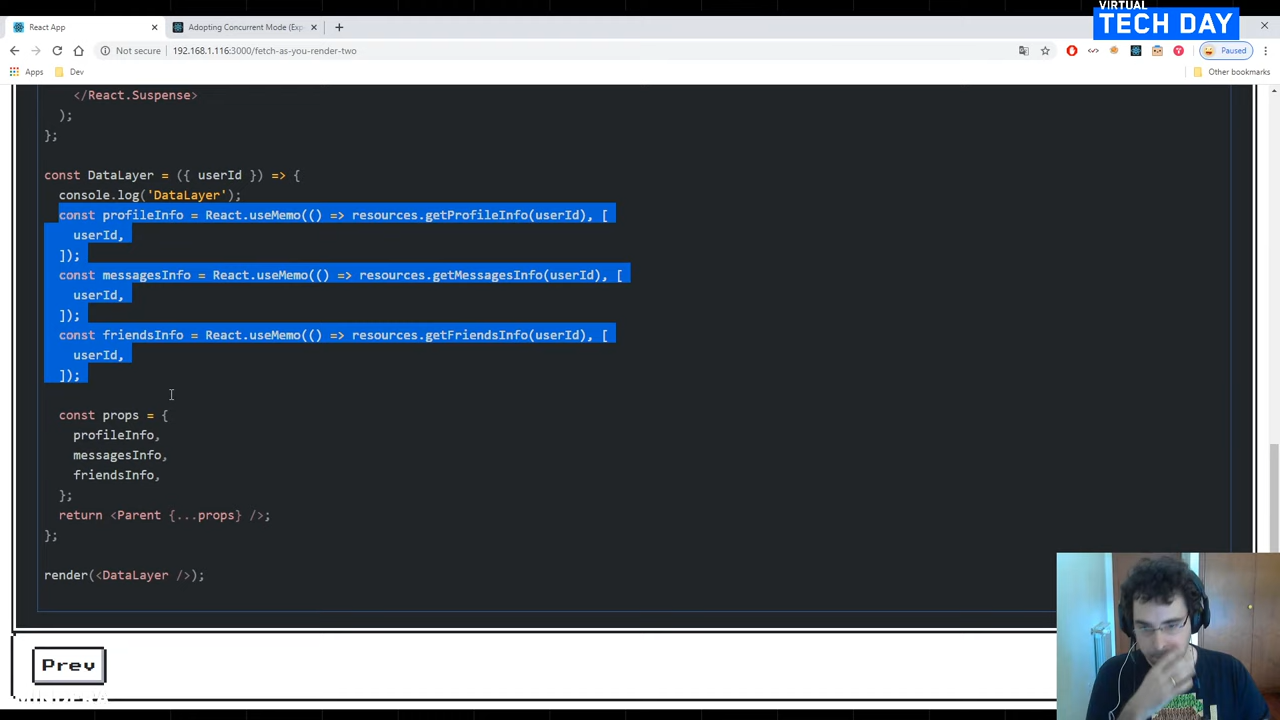 VIRTUAL
TECH DAY
React App
Adopting Concurrent Mode (Exp
Not secure
192.168.1.116:3000/fetch-as-you-render-two
Paused
Apps
Dev
Other bookmarks
</React.Suspense>
);
};
const DataLayer = ({ userId }) => {
console.log('DataLayer');
const profileInfo = React.useMemo(() => resources.getProfileInfo(userId), [
userId,
]);
const messagesInfo = React.useMemo(() => resources.getMessagesInfo(userId), [
userId,
]);
const friendsInfo = React.useMemo(() => resources.getFriendsInfo(userId), [
userId,
]);
const props = {
profileInfo,
messagesInfo,
friendsInfo,
};
return <Parent {...props} />;
};
render(<DataLayer />);
Prev